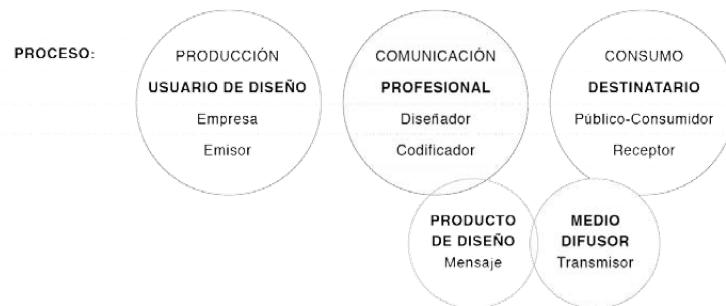 PROCESO:
PRODUCCIÓN
USUARIO DE DISEÑO
Empresa
Emisor
COMUNICACIÓN
PROFESIONAL
Diseñador
Codificador
CONSUMO
DESTINATARIO
Público-Consumidor
Receptor
PRODUCTO
DE DISEÑO
Mensaje
MEDIO
DIFUSOR
Transmisor